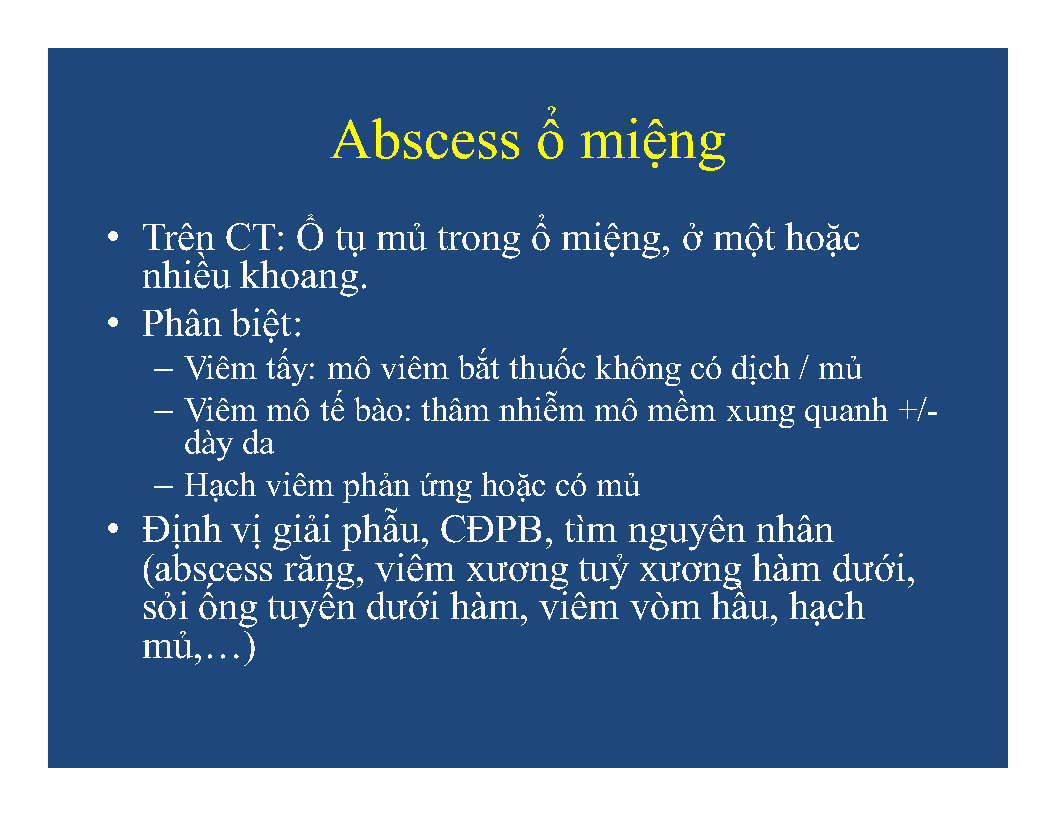 Abscess ổ miệng
• Trên CT: Ổ tụ mủ trong ổ miệng, ở một hoặc
nhiều khoang.
• Phân biệt:
– Viêm tấy: mô viêm bắt thuốc không có dịch / mủ
– Viêm mô tế bào: thâm nhiễm mô mềm xung quanh +/-
dày da
– Hạch viêm phản ứng hoặc có mủ
• Định vị giải phẫu, CĐPB, tìm nguyên nhân
(abscess răng, viêm xương tuỷ xương hàm dưới,
sỏi ống tuyến dưới hàm, viêm vòm hầu, hạch
mủ,…)